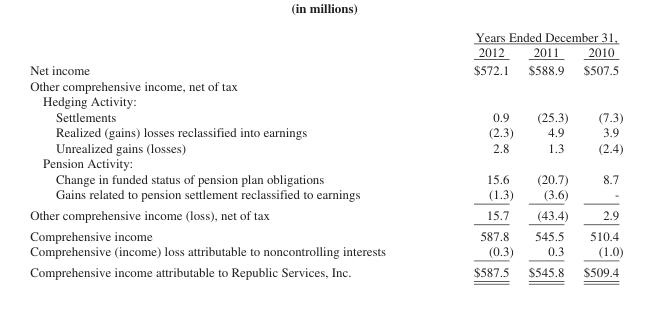 (in millions)
Years Ended December 31,
2012 2011 2010
Net income $572.1 $588.9 $507.5
Other comprehensive income, net of tax
Hedging Activity:
Settlements 0.9 (25.3) (7.3)
Realized (gains) losses reclassified into earnings (2.3) 4.9 3.9
Unrealized gains (losses) 2.8 1.3 (2.4)
Pension Activity:
Change in funded status of pension plan obligations 15.6 (20.7) 8.7
Gains related to pension settlement reclassified to earnings (1.3) (3.6) -
Other comprehensive income (loss), net of tax 15.7 (43.4) 2.9
Comprehensive income 587.8 545.5 510.4
Comprehensive (income) loss attributable to noncontrolling interests (0.3) 0.3 (1.0)
Comprehensive income attributable to Republic Services, Inc. $587.5 $545.8 $509.4